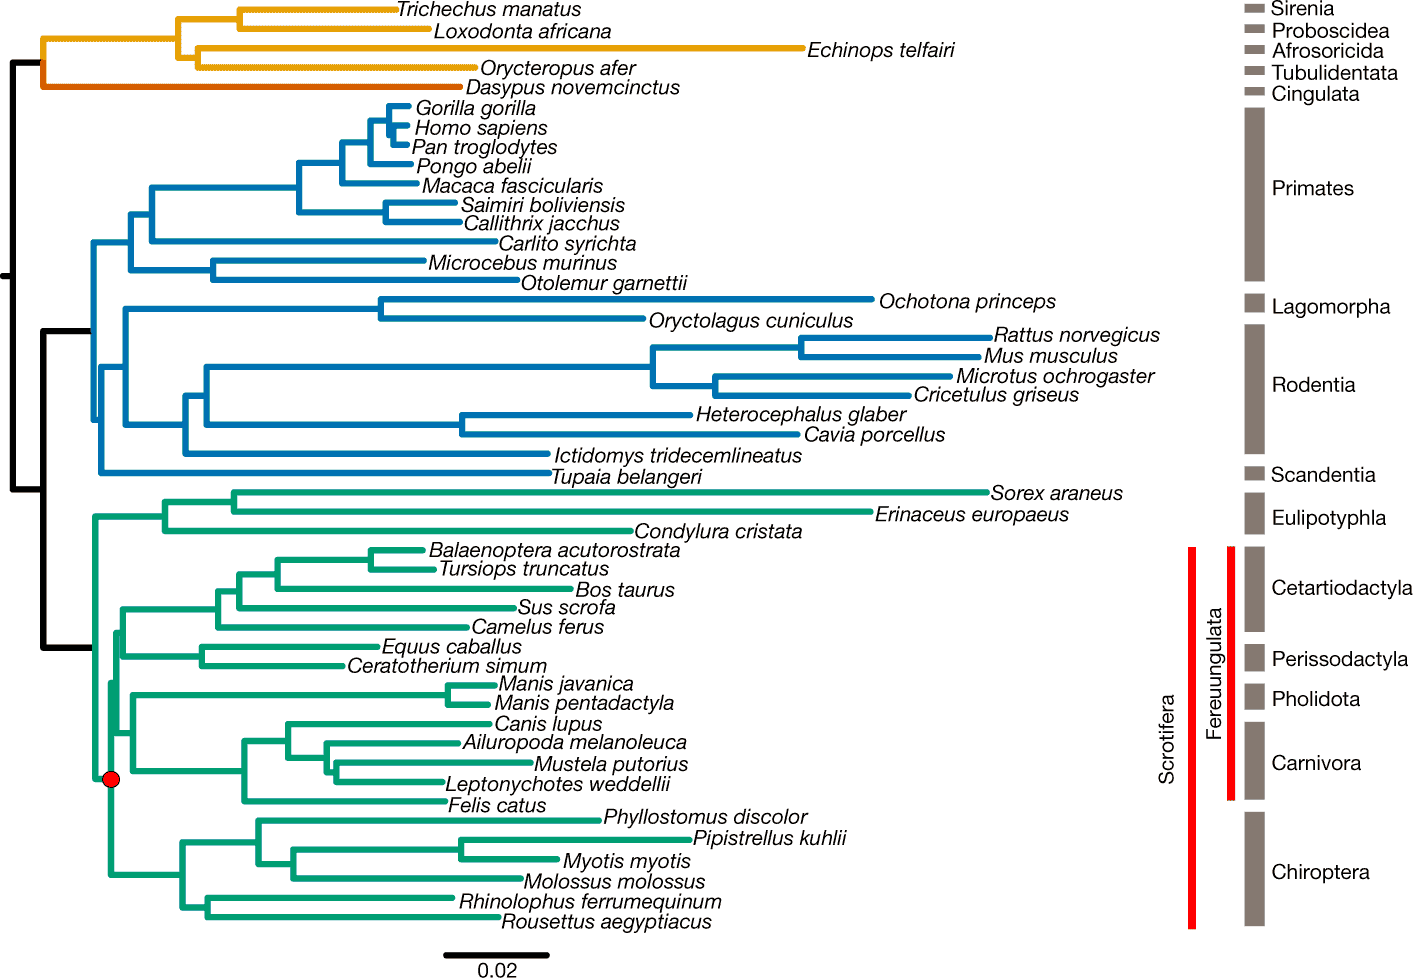 Trichechus manatus
Loxodonta africana
Echinops telfairi
Orycteropus afer
Dasypus novemcinctus
Gorilla gorilla
Homo sapiens
Pan troglodytes
Pongo abelii
Macaca fascicularis
Saimiri boliviensis
Callithrix jacchus
Carlito syrichta
Microcebus murinus
Otolemur garnettii
Ochotona princeps
Oryctolagus cuniculus
Rattus norvegicus
Mus musculus
Microtus ochrogaster
Cricetulus griseus
Heterocephalus glaber
Cavia porcellus
Ictidomys tridecemlineatus
Tupaia belangeri
Sorex araneus
Erinaceus europaeus
Condylura cristata
Balaenoptera acutorostrata
Tursiops truncatus
Bos taurus
Sus scrofa
Camelus ferus
Equus caballus
Ceratotherium simum
Manis javanica
Manis pentadactyla
Canis lupus
Ailuropoda melanoleuca
Mustela putorius
Leptonychotes weddellii
Felis catus
Phyllostomus discolor
Pipistrellus kuhlii
Myotis myotis
Molossus molossus
Rhinolophus ferrumequinum
Rousettus aegyptiacus
0.02
Scrotifera
Fereuungulata
Sirenia
Proboscidea
Afrosoricida
Tubulidentata
Cingulata
Primates
Lagomorpha
Rodentia
Scandentia
Eulipotyphla
Cetartiodactyla
Perissodactyla
Pholidota
Carnivora
Chiroptera